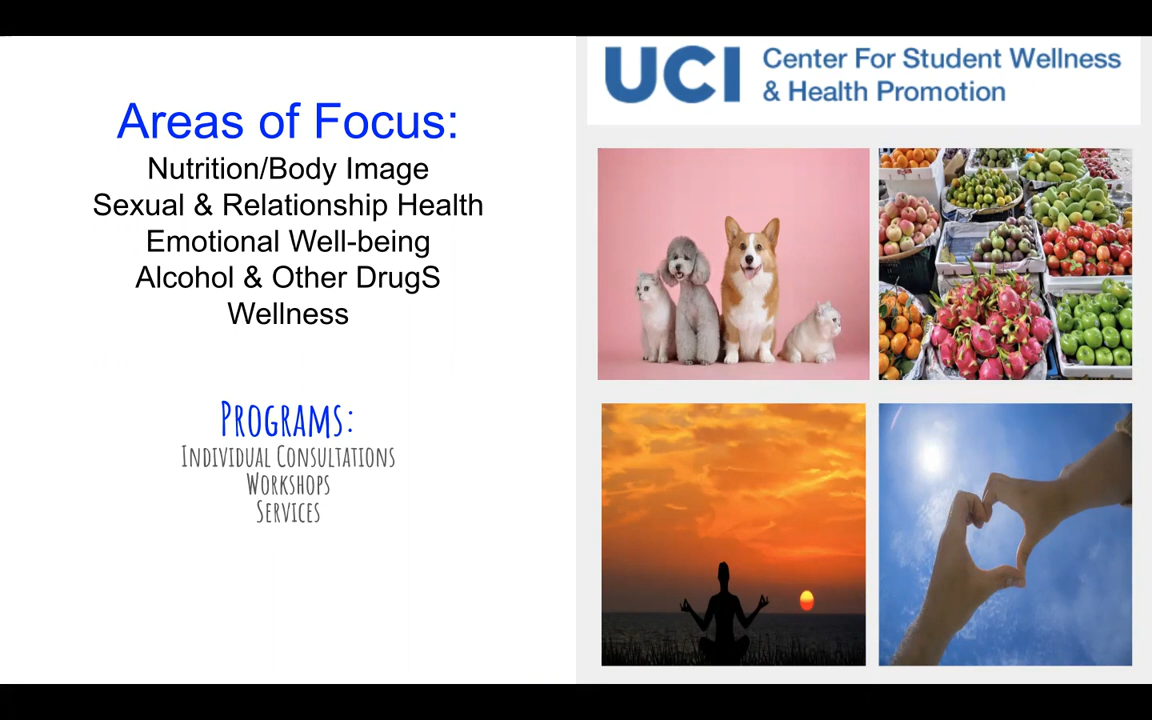 Areas of Focus:
Nutrition/Body Image
Sexual & Relationship Health
Emotional Well-being
Alcohol & Other DrugS
Wellness
PROGRAMS:
INDIVIDUAL CONSULTATIONS
WORKSHOPS
SERVICES
UCI
Center For Student Wellness
& Health Promotion